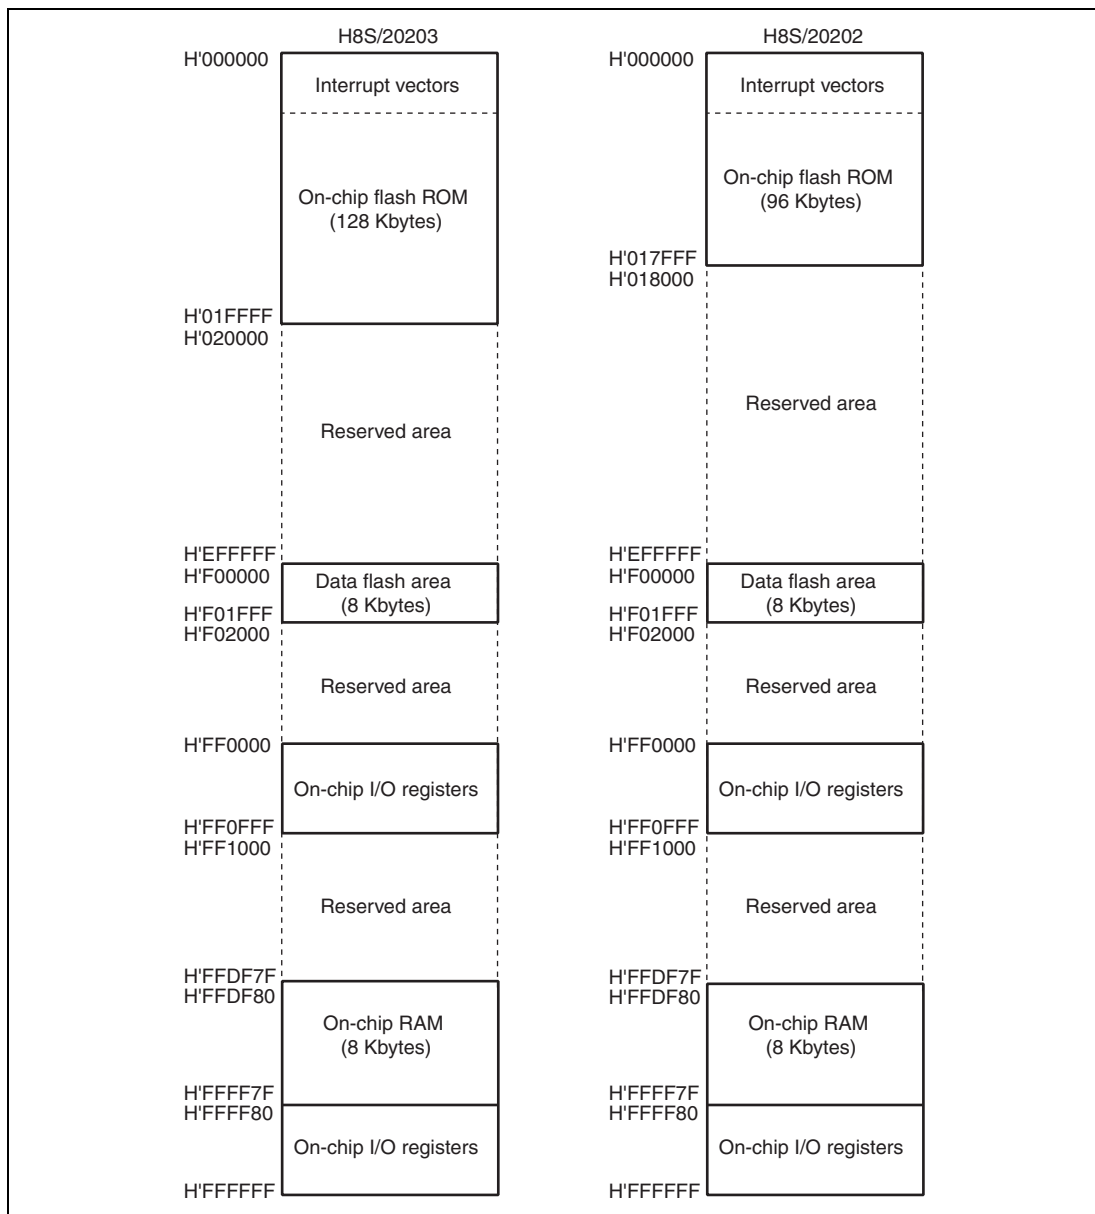 H8S/20203
H'000000
Interrupt vectors
On-chip flash ROM
(128 Kbytes)
H'01FFFF
H'020000
Reserved area
H'EFFFFF
H'F00000
Data flash area
(8 Kbytes)
H'F01FFF
H'F02000
Reserved area
H'FF0000
On-chip I/O registers
H'FF0FFF
H'FF1000
Reserved area
H'FFDF7F
H'FFDF80
On-chip RAM
(8 Kbytes)
H'FFFF7F
H'FFFF80
On-chip I/O registers
H'FFFFFF
H8S/20202
H'000000
Interrupt vectors
On-chip flash ROM
(96 Kbytes)
H'017FFF
H'018000
Reserved area
H'EFFFFF
H'F00000
Data flash area
(8 Kbytes)
H'F01FFF
H'F02000
Reserved area
H'FF0000
On-chip I/O registers
H'FF0FFF
H'FF1000
Reserved area
H'FFDF7F
H'FFDF80
On-chip RAM
(8 Kbytes)
H'FFFF7F
H'FFFF80
On-chip I/O registers
H'FFFFFF